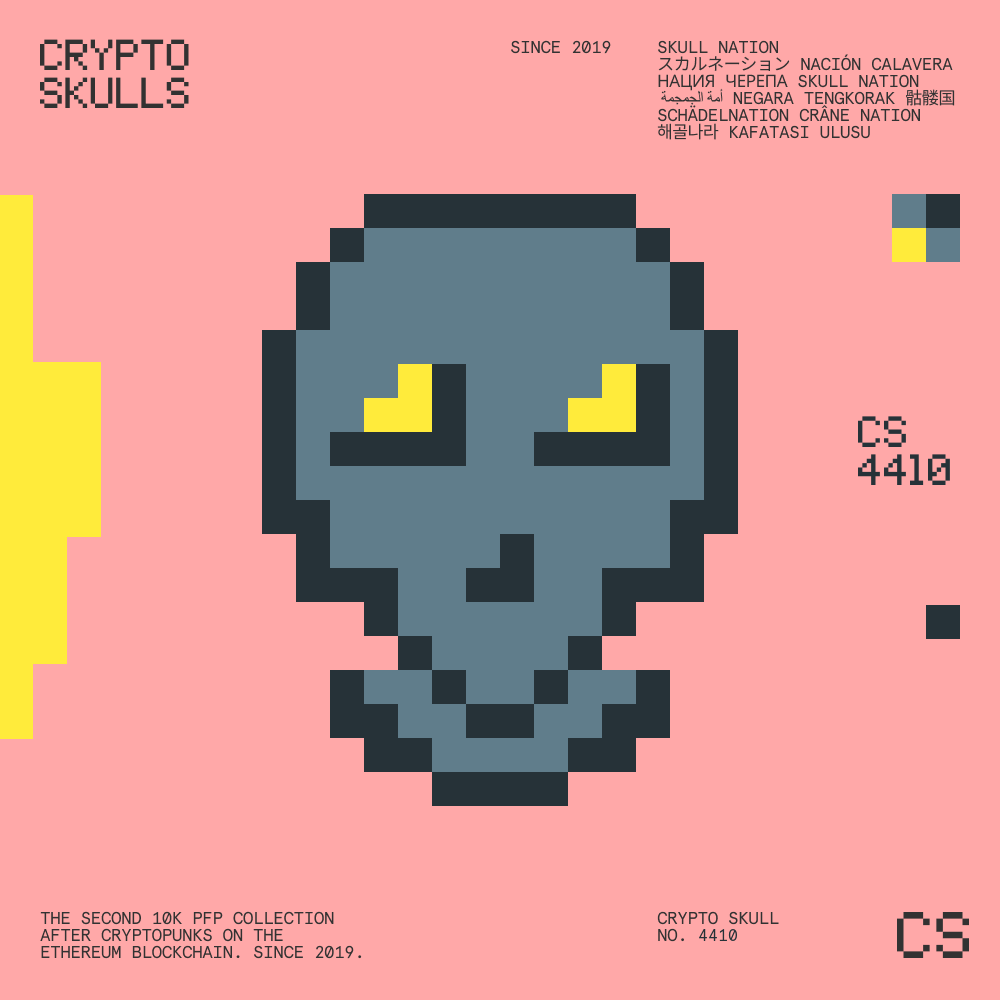 CRYPTO
SKULLS
SINCE 2019
SKULL NATION
スカルネーション NACIÓN CALAVERA
НАЦИЯ ЧЕРЕПА SKULL NATION
أمة الجمجمة NEGARA TENGKORAK 骷髅国
SCHÄDELNATION CRÂNE NATION
해골나라 KAFATASI ULUSU
CS
4410
THE SECOND 10K PFP COLLECTION
AFTER CRYPTOPUNKS ON THE
ETHEREUM BLOCKCHAIN. SINCE 2019.
CRYPTO SKULL
NO. 4410
CS